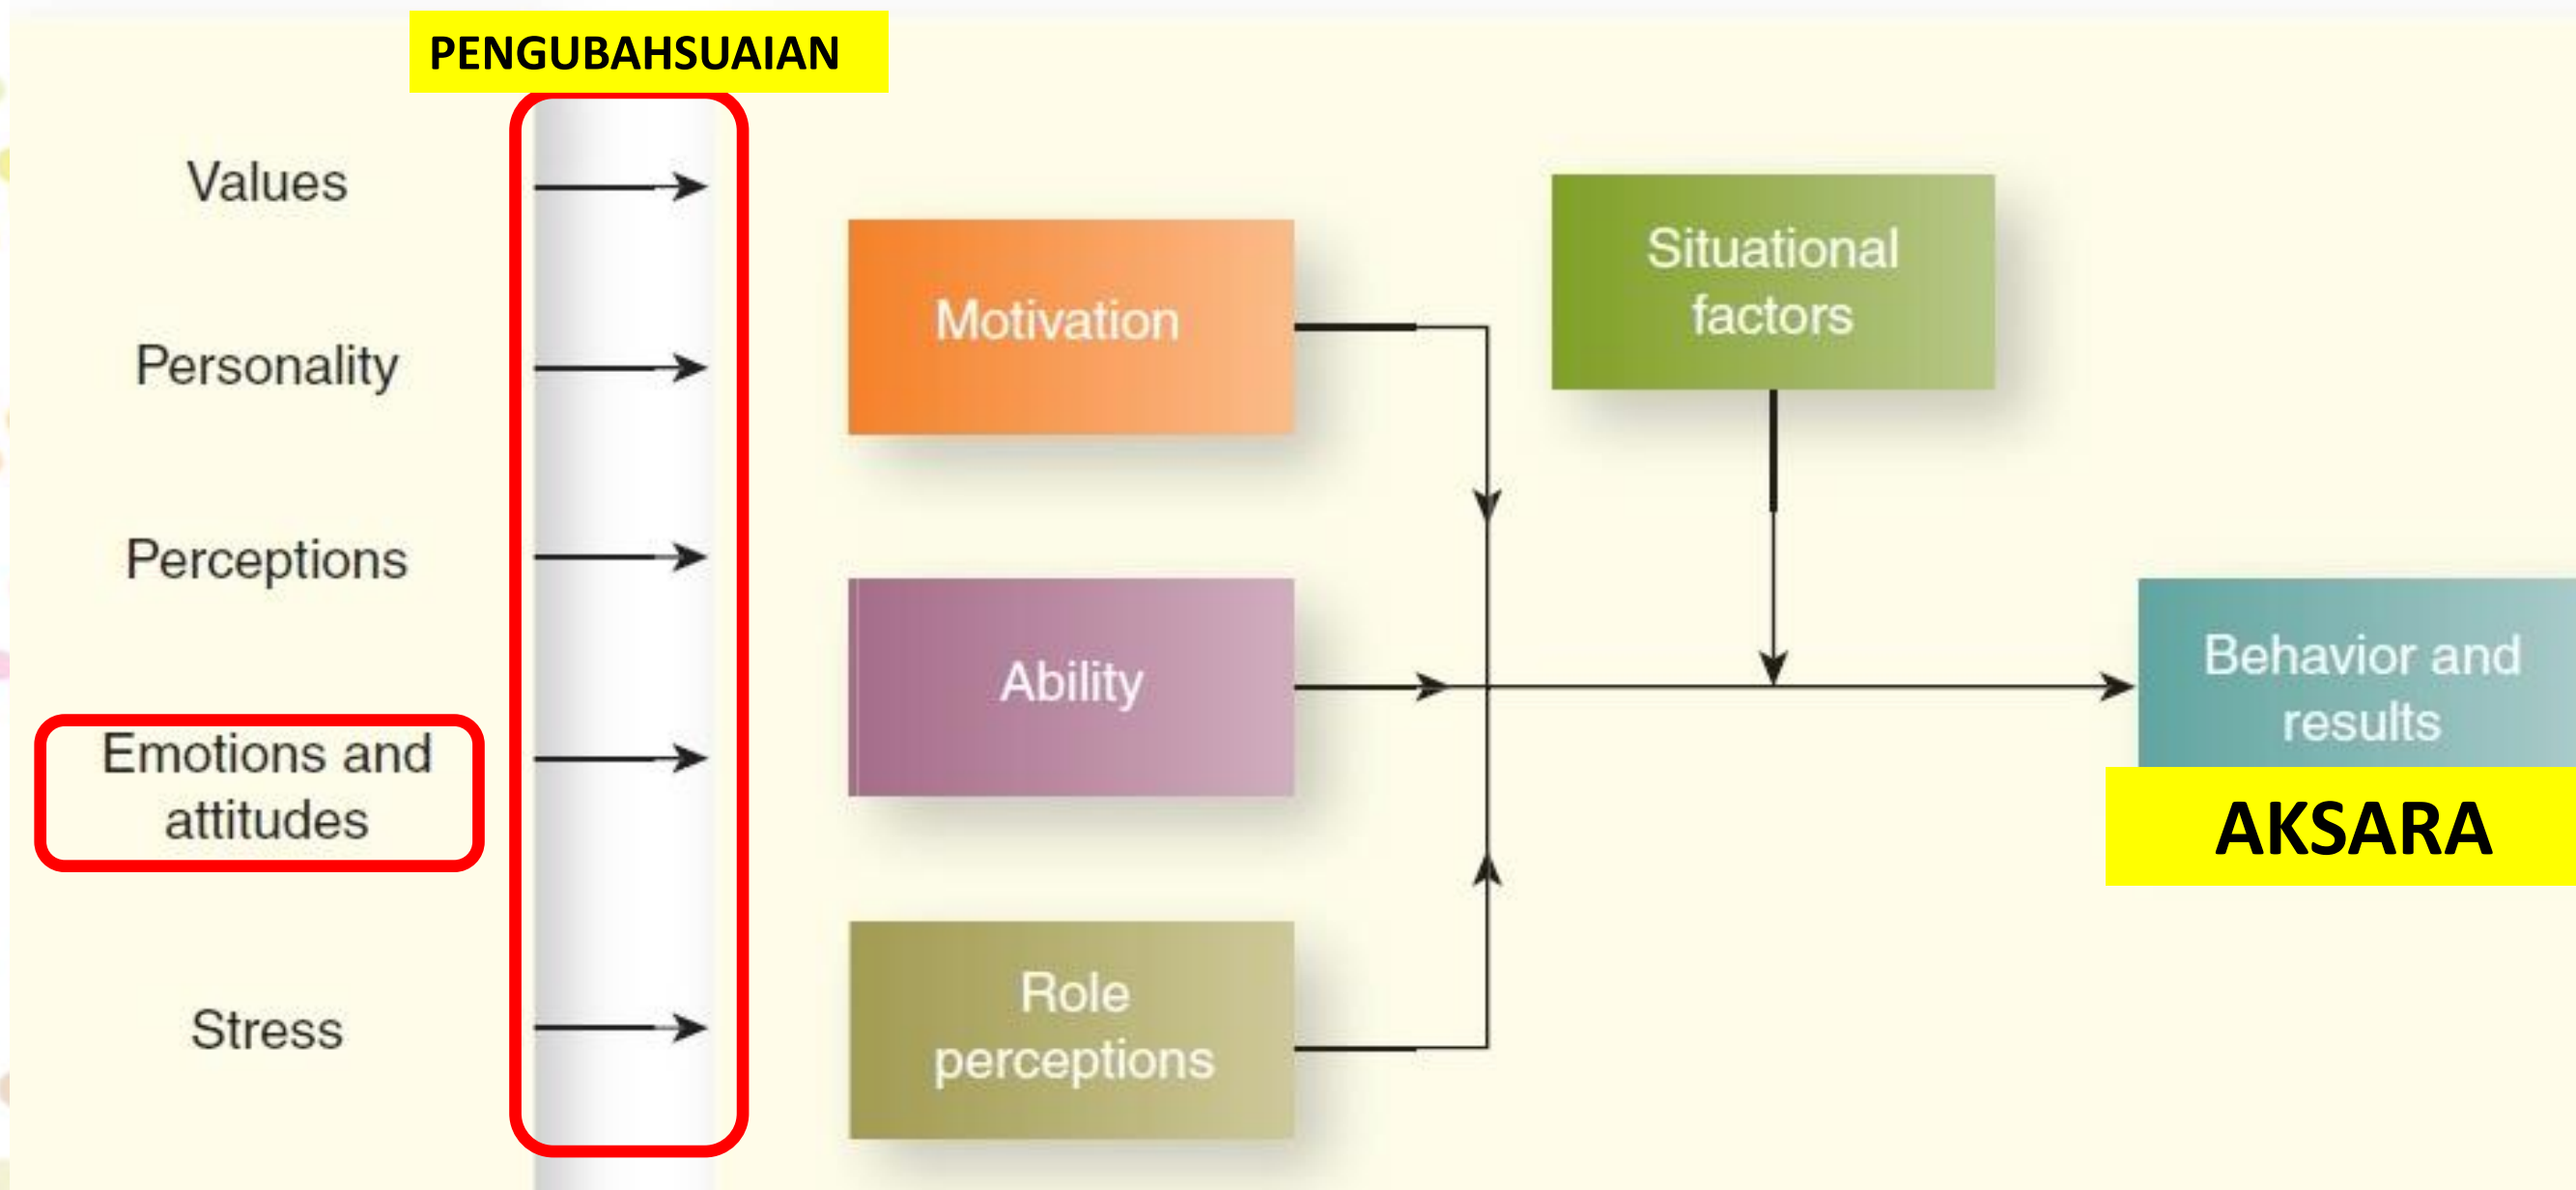 PENGUBAHSUAIAN
Values
Personality
Perceptions
Emotions and
attitudes
Stress
Motivation
Ability
Role
perceptions
Situational
factors
Behavior and
results
AKSARA